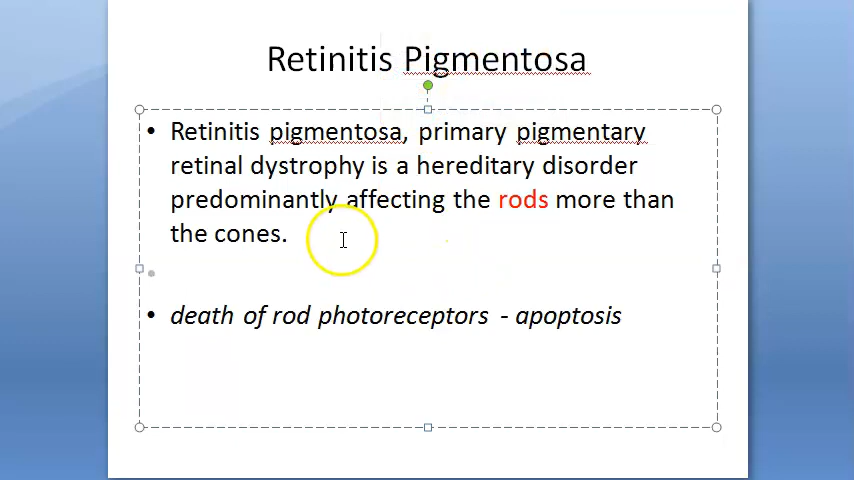 Retinitis Pigmentosa
• Retinitis pigmentosa, primary pigmentary
retinal dystrophy is a hereditary disorder
predominantly affecting the rods more than
the cones.
• death of rod photoreceptors - apoptosis